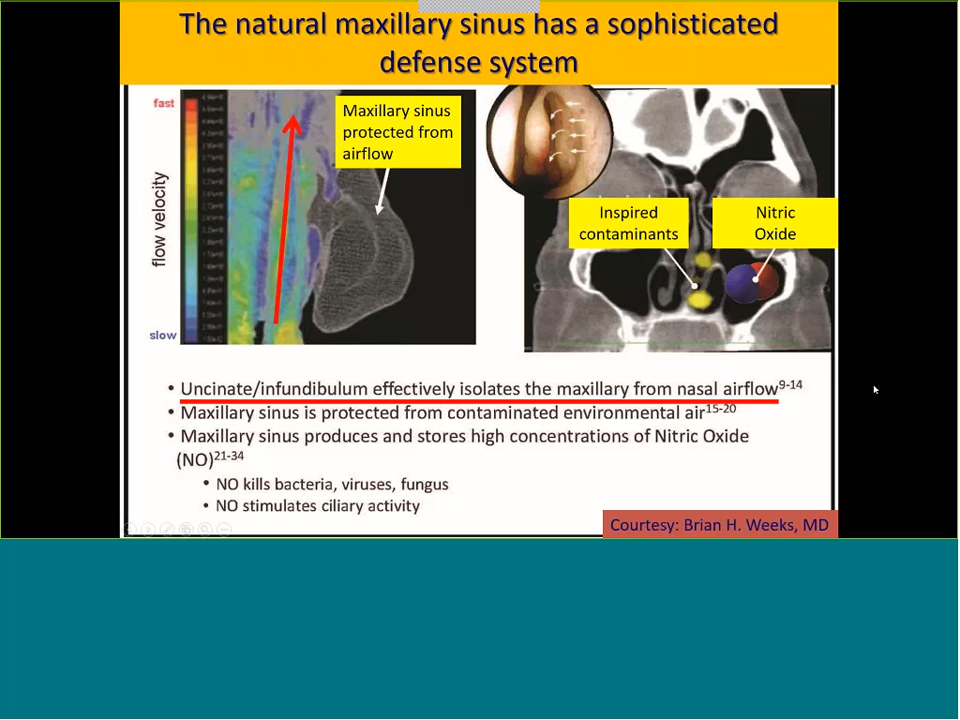 The natural maxillary sinus has a sophisticated
defense system
fast
flow velocity
slow
Maxillary sinus
protected from
airflow
Inspired
contaminants
Nitric
Oxide
• Uncinate/infundibulum effectively isolates the maxillary from nasal airflow9-14
• Maxillary sinus is protected from contaminated environmental air15-20
• Maxillary sinus produces and stores high concentrations of Nitric Oxide
(NO)21-34
• NO kills bacteria, viruses, fungus
• NO stimulates ciliary activity
Courtesy: Brian H. Weeks, MD